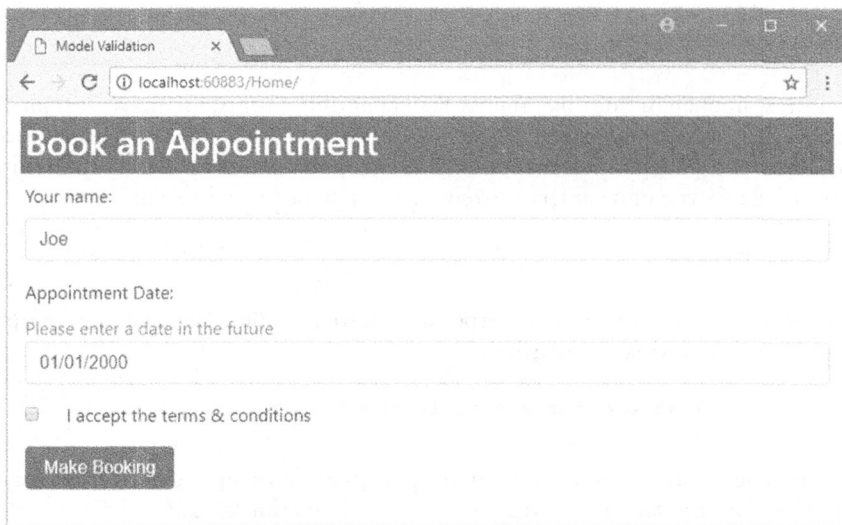 Model Validation
localhost:60883/Home/
Book an Appointment
Your name:
Joe
Appointment Date:
Please enter a date in the future
01/01/2000
I accept the terms & conditions
Make Booking